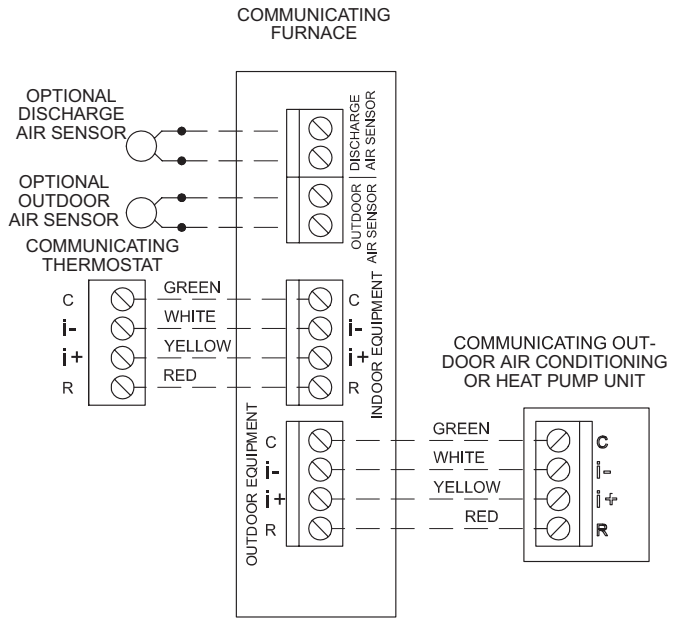 COMMUNICATING
FURNACE
OPTIONAL
DISCHARGE
AIR SENSOR
DISCHARGE
AIR SENSOR
OPTIONAL
OUTDOOR
AIR SENSOR
OUTDOOR
AIR SENSOR
COMMUNICATING
THERMOSTAT
C GREEN C
i- WHITE i-
i+ YELLOW i+
R RED R
INDOOR EQUIPMENT
COMMUNICATING OUT-
DOOR AIR CONDITIONING
OR HEAT PUMP UNIT
OUTDOOR EQUIPMENT
C GREEN C
i- WHITE i-
i+ YELLOW i+
R RED R